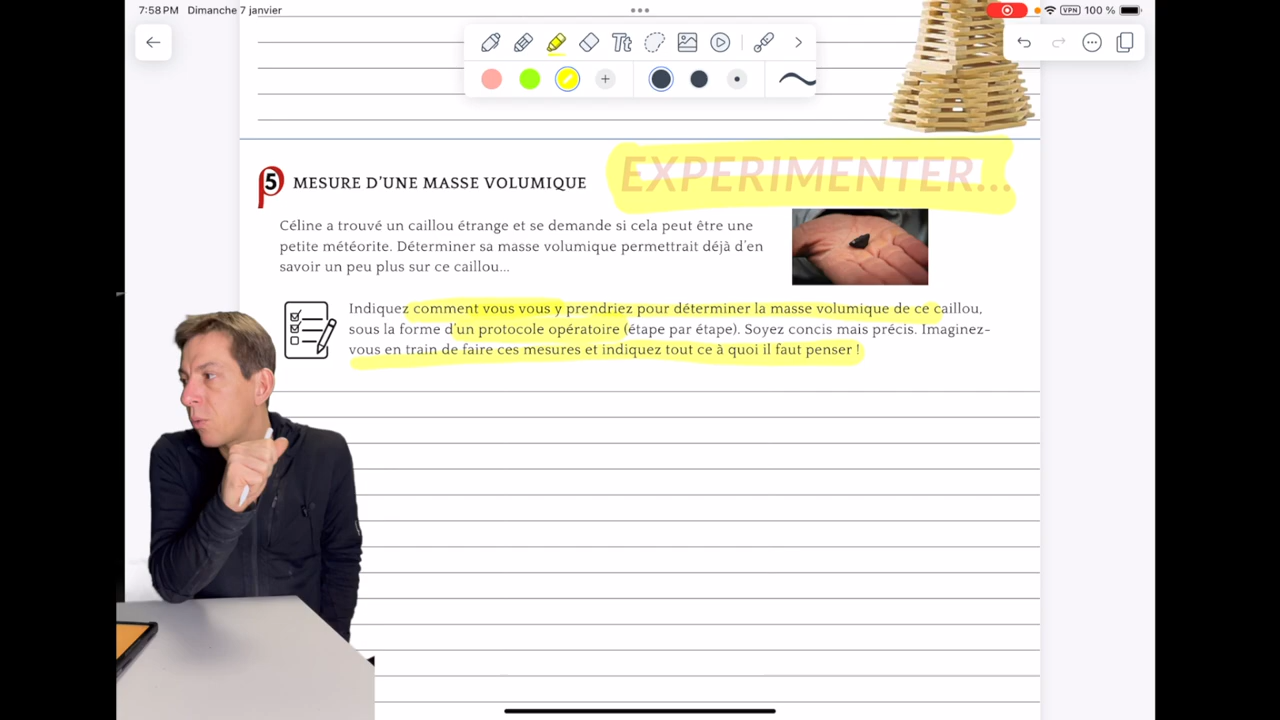 7:58 PM Dimanche 7 janvier
VPN 100 %
Tt
EXPERIMENTER...
5 MESURE D'UNE MASSE VOLUMIQUE
Céline a trouvé un caillou étrange et se demande si cela peut être une
petite météorite. Déterminer sa masse volumique permettrait déjà d'en
savoir un peu plus sur ce caillou...
Indiquez comment vous vous y prendriez pour déterminer la masse volumique de ce caillou,
sous la forme d'un protocole opératoire (étape par étape). Soyez concis mais précis. Imaginez-
vous en train de faire ces mesures et indiquez tout ce à quoi il faut penser !